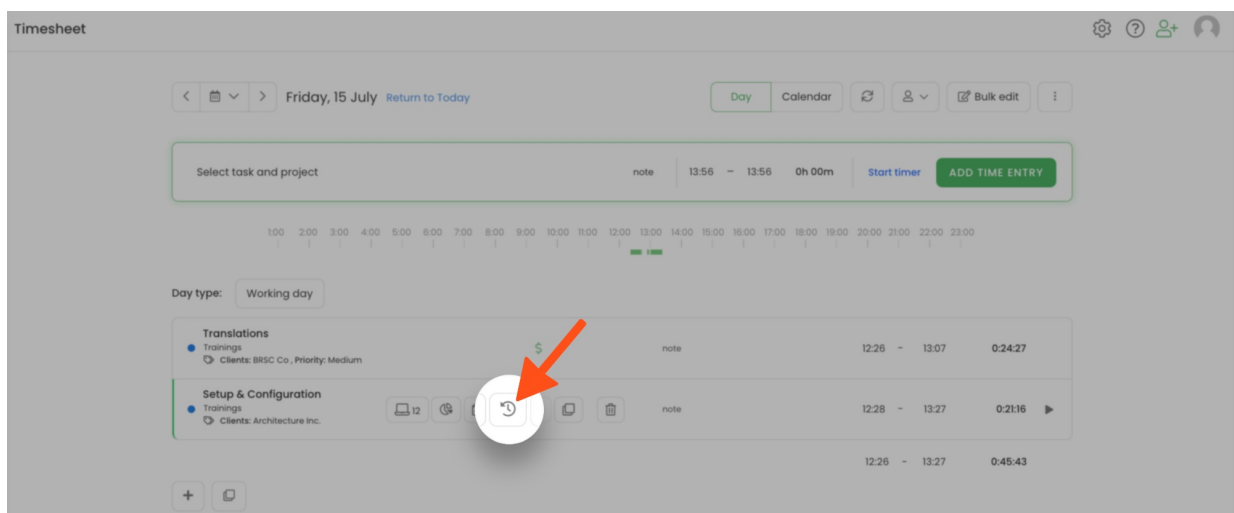 Timesheet
Friday, 15 July Return to Today Day Calendar Bulk edit
Select task and project note 13:56 – 13:56 0h 00m Start timer ADD TIME ENTRY
1:00 2:00 3:00 4:00 5:00 6:00 7:00 8:00 9:00 10:00 11:00 12:00 13:00 14:00 15:00 16:00 17:00 18:00 19:00 20:00 21:00 22:00 23:00
Day type: Working day
Translations
Trainings $ note 12:26 - 13:07 0:24:27
Clients: BRSC Co , Priority: Medium
Setup & Configuration
Trainings 12 note 12:28 - 13:27 0:21:16
Clients: Architecture Inc.
12:26 - 13:27 0:45:43